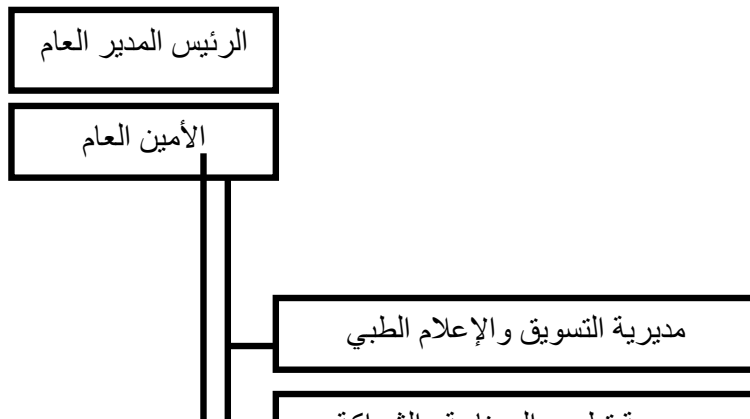 الرئيس المدير العام
الأمين العام
مديرية التسويق والإعلام الطبي